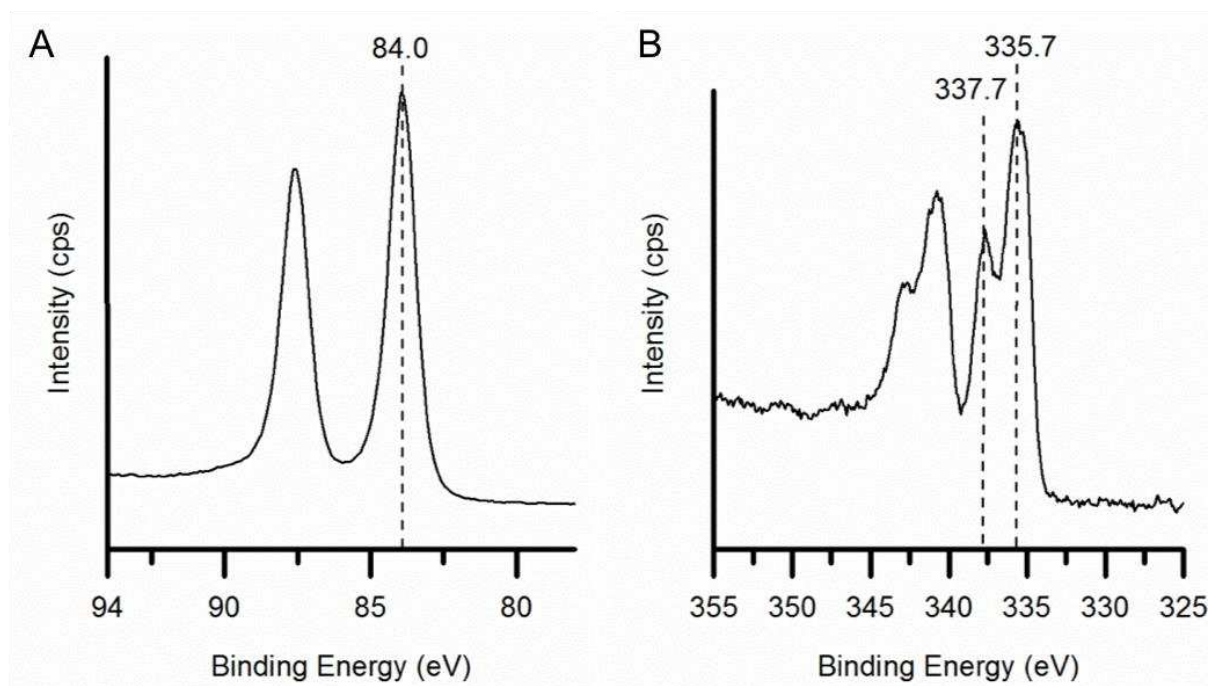 A
84.0
Intensity (cps)
94 90 84 80
Binding Energy (eV)
B
335.7
337.7
Intensity (cps)
355 350 345 340 335 330 325
Binding Energy (eV)